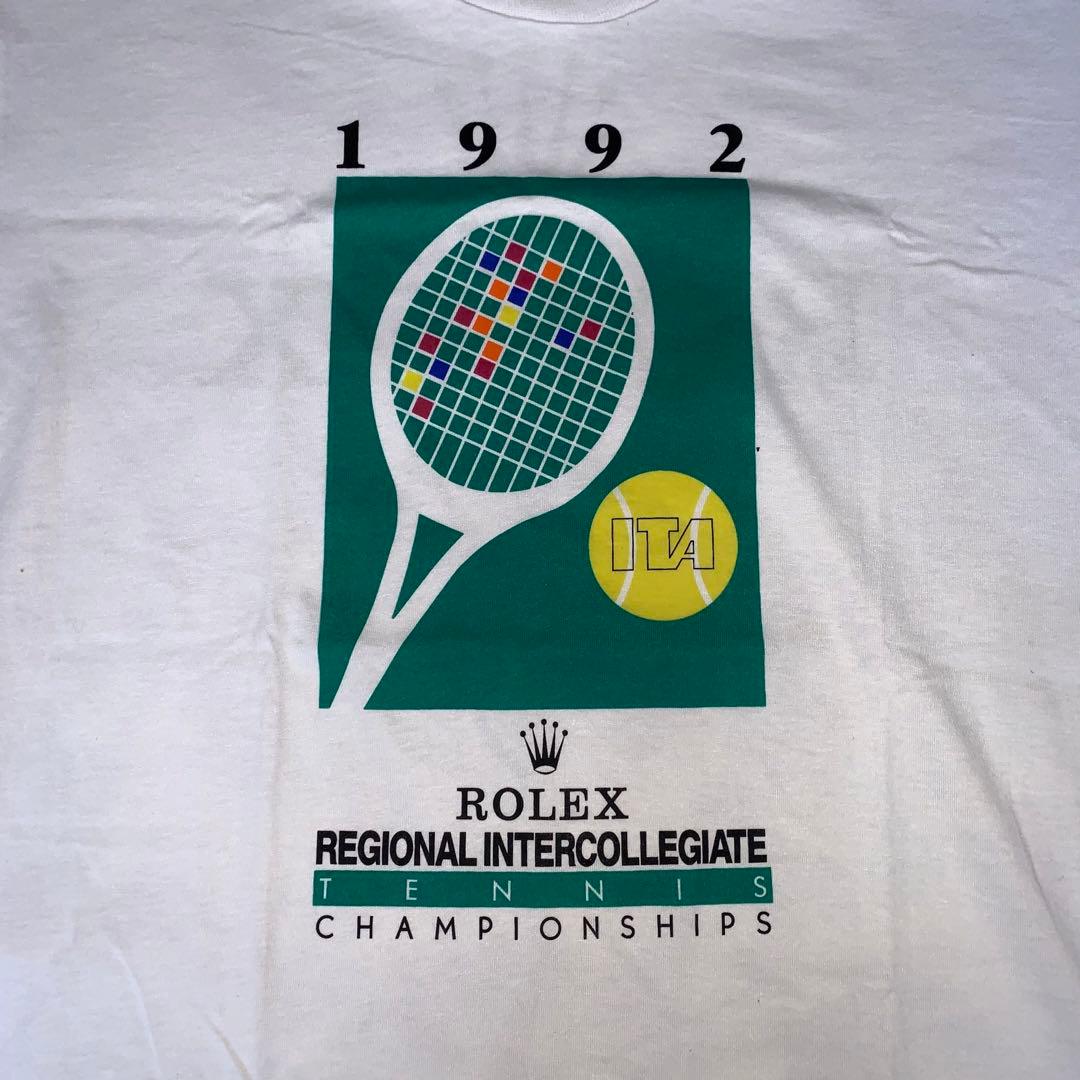 1992
ITA
ROLEX
REGIONAL INTERCOLLEGIATE
TENNIS
CHAMPIONSHIPS